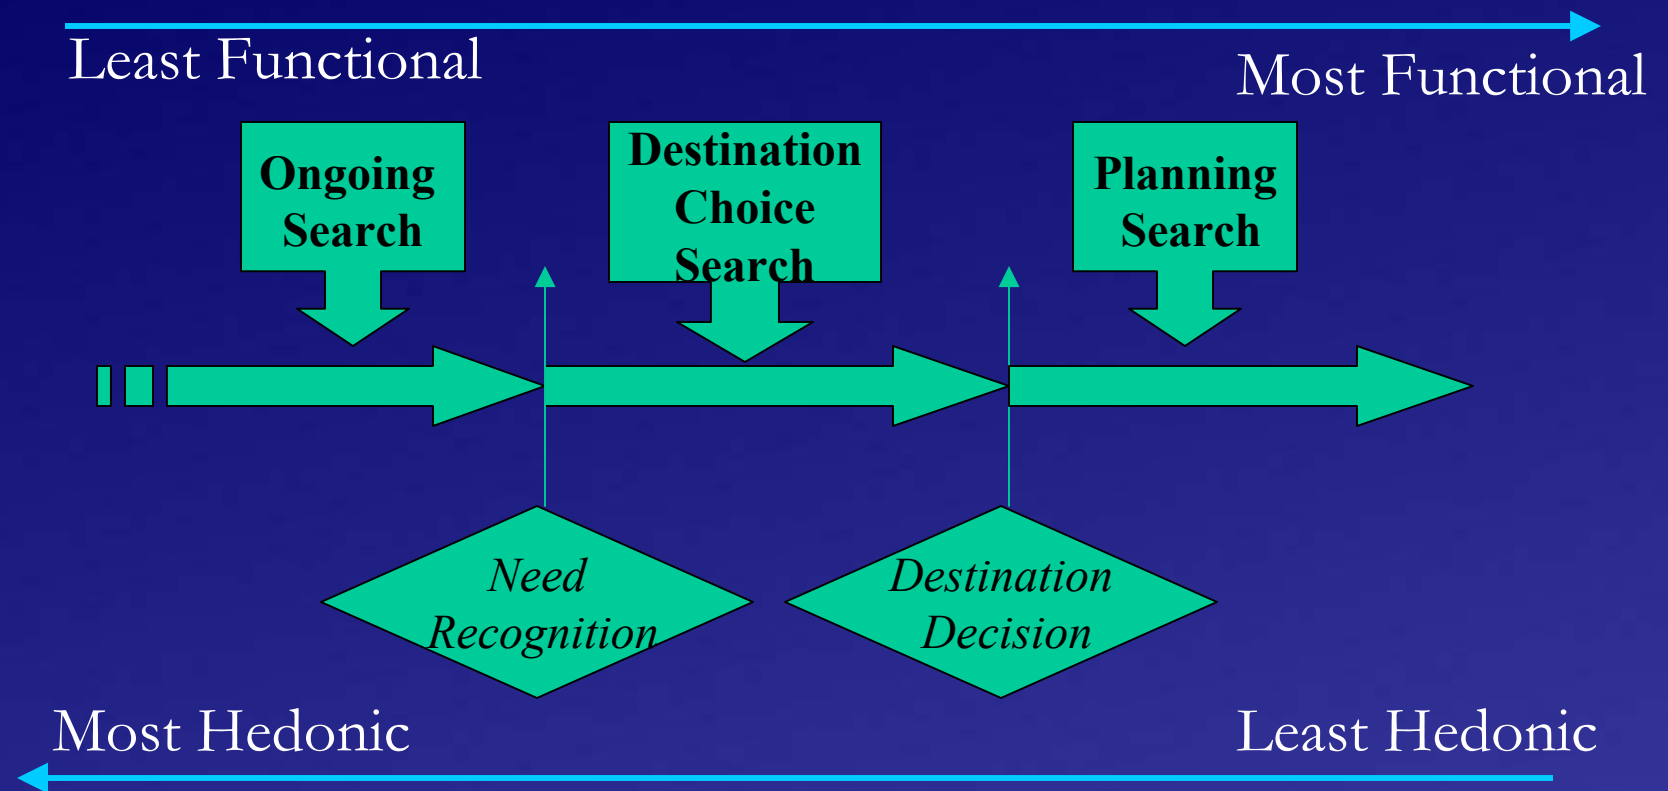 Least Functional
Most Functional
Ongoing
Search
Destination
Choice
Search
Planning
Search
Need
Recognition
Destination
Decision
Most Hedonic
Least Hedonic